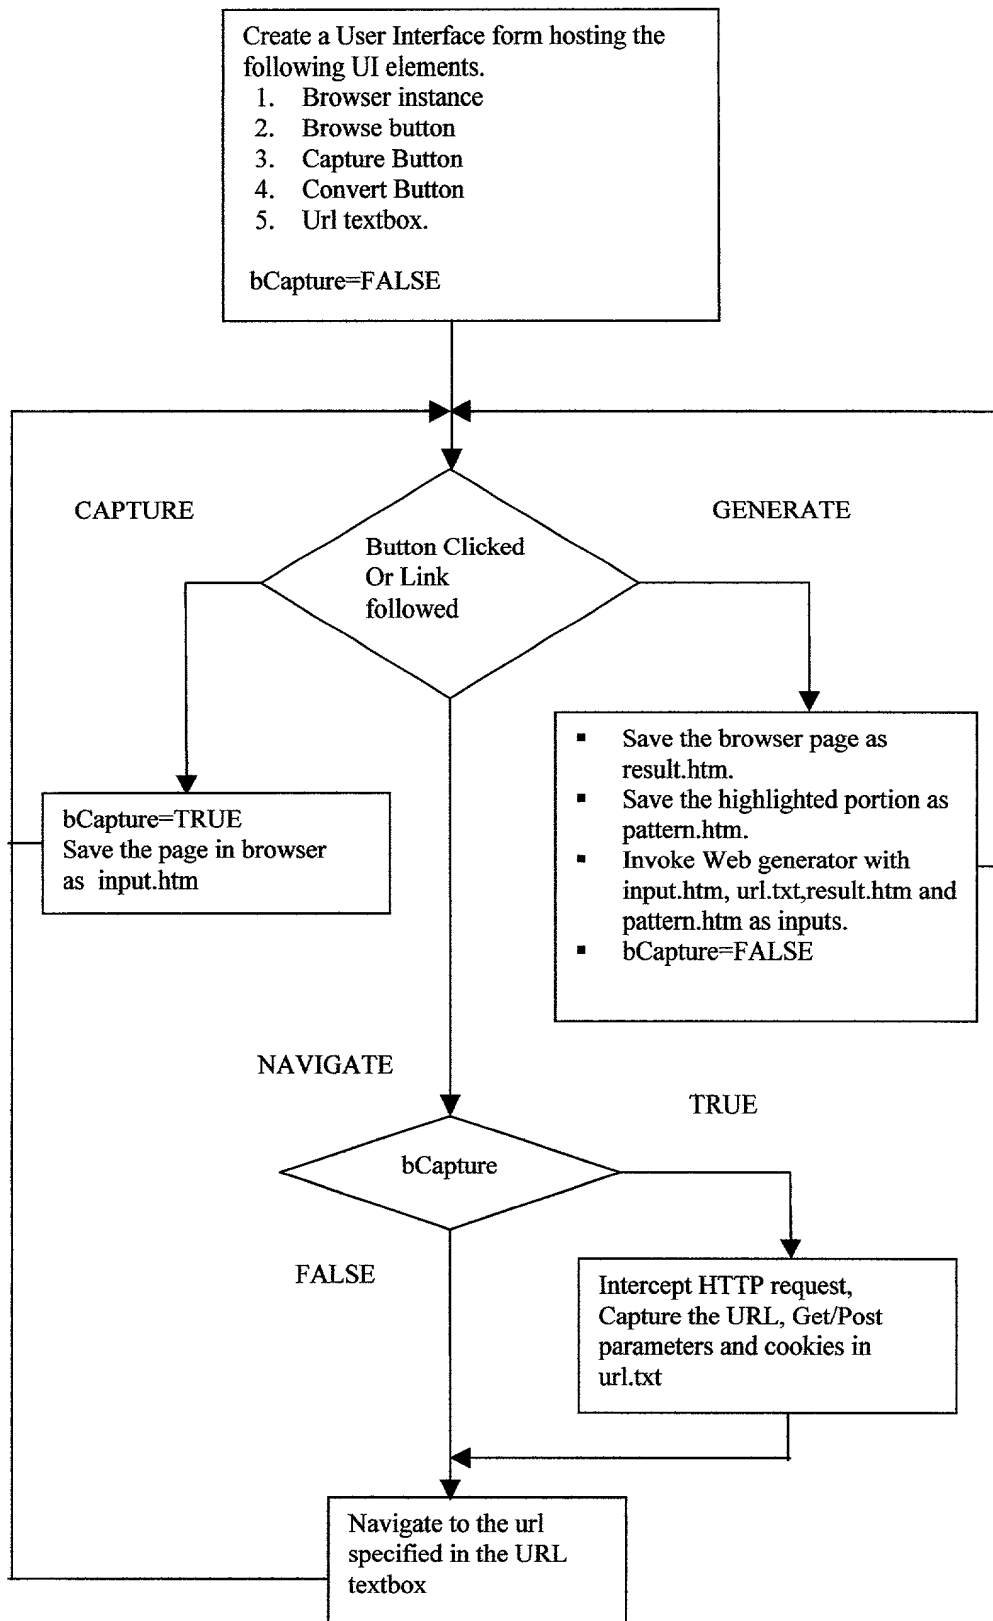 Create a User Interface form hosting the
following UI elements.
1. Browser instance
2. Browse button
3. Capture Button
4. Convert Button
5. Url textbox.
bCapture=FALSE
CAPTURE
GENERATE
Button Clicked
Or Link
followed
▪ Save the browser page as
result.htm.
▪ Save the highlighted portion as
pattern.htm.
▪ Invoke Web generator with
input.htm, url.txt,result.htm and
pattern.htm as inputs.
▪ bCapture=FALSE
bCapture=TRUE
Save the page in browser
as input.htm
NAVIGATE
TRUE
bCapture
FALSE
Intercept HTTP request,
Capture the URL, Get/Post
parameters and cookies in
url.txt
Navigate to the url
specified in the URL
textbox